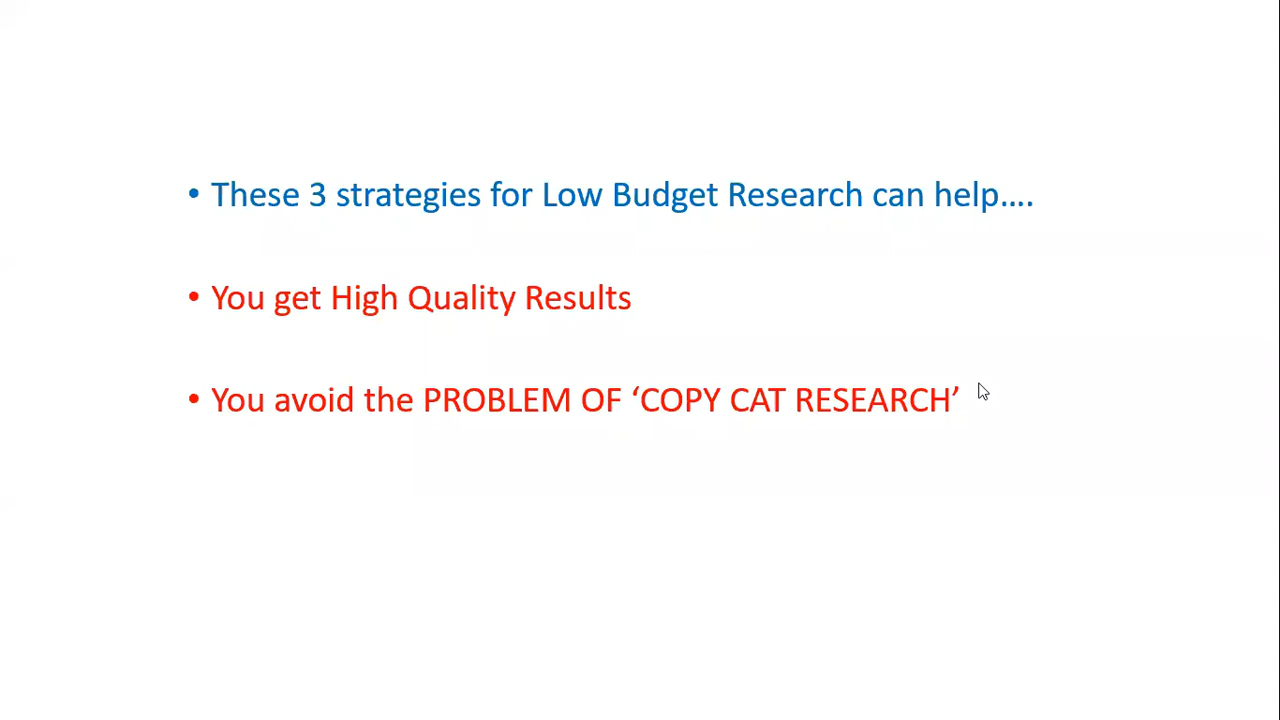 • These 3 strategies for Low Budget Research can help....
• You get High Quality Results
• You avoid the PROBLEM OF ‘COPY CAT RESEARCH’